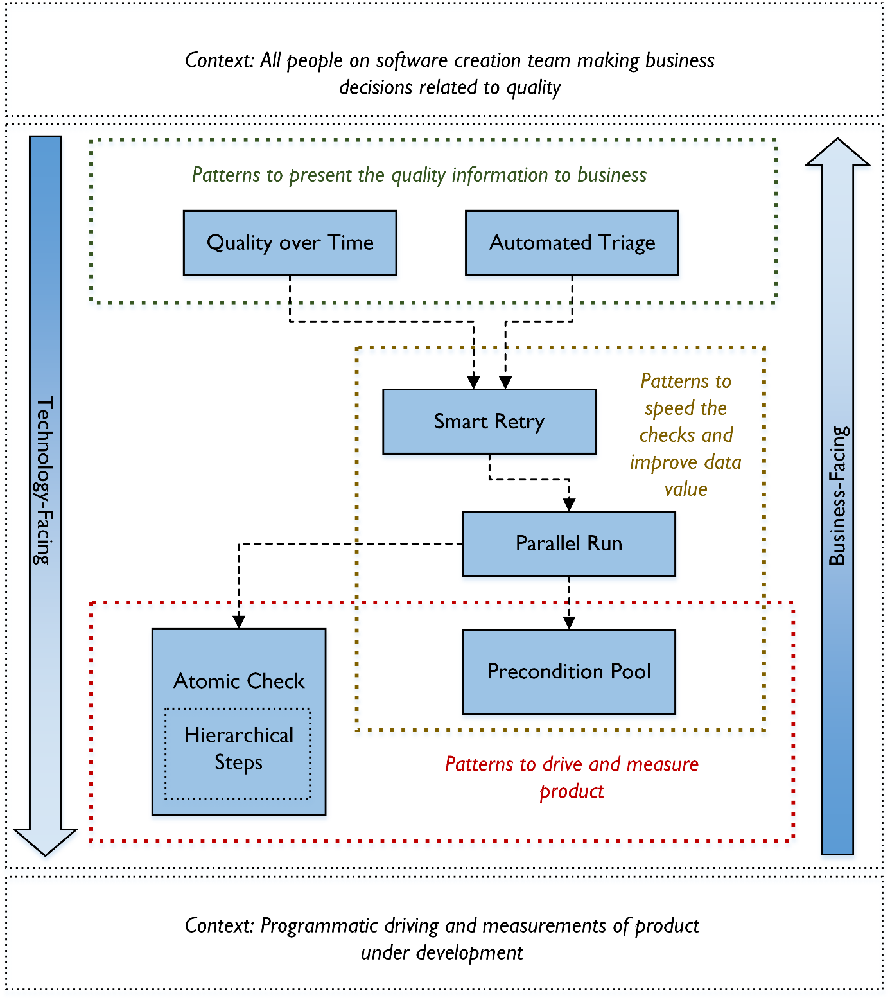 Context: All people on software creation team making business
decisions related to quality
Patterns to present the quality information to business
Quality over Time
Automated Triage
Technology-Facing
Business-Facing
Smart Retry
Patterns to
speed the
checks and
improve data
value
Parallel Run
Atomic Check
Hierarchical
Steps
Precondition Pool
Patterns to drive and measure
product
Context: Programmatic driving and measurements of product
under development